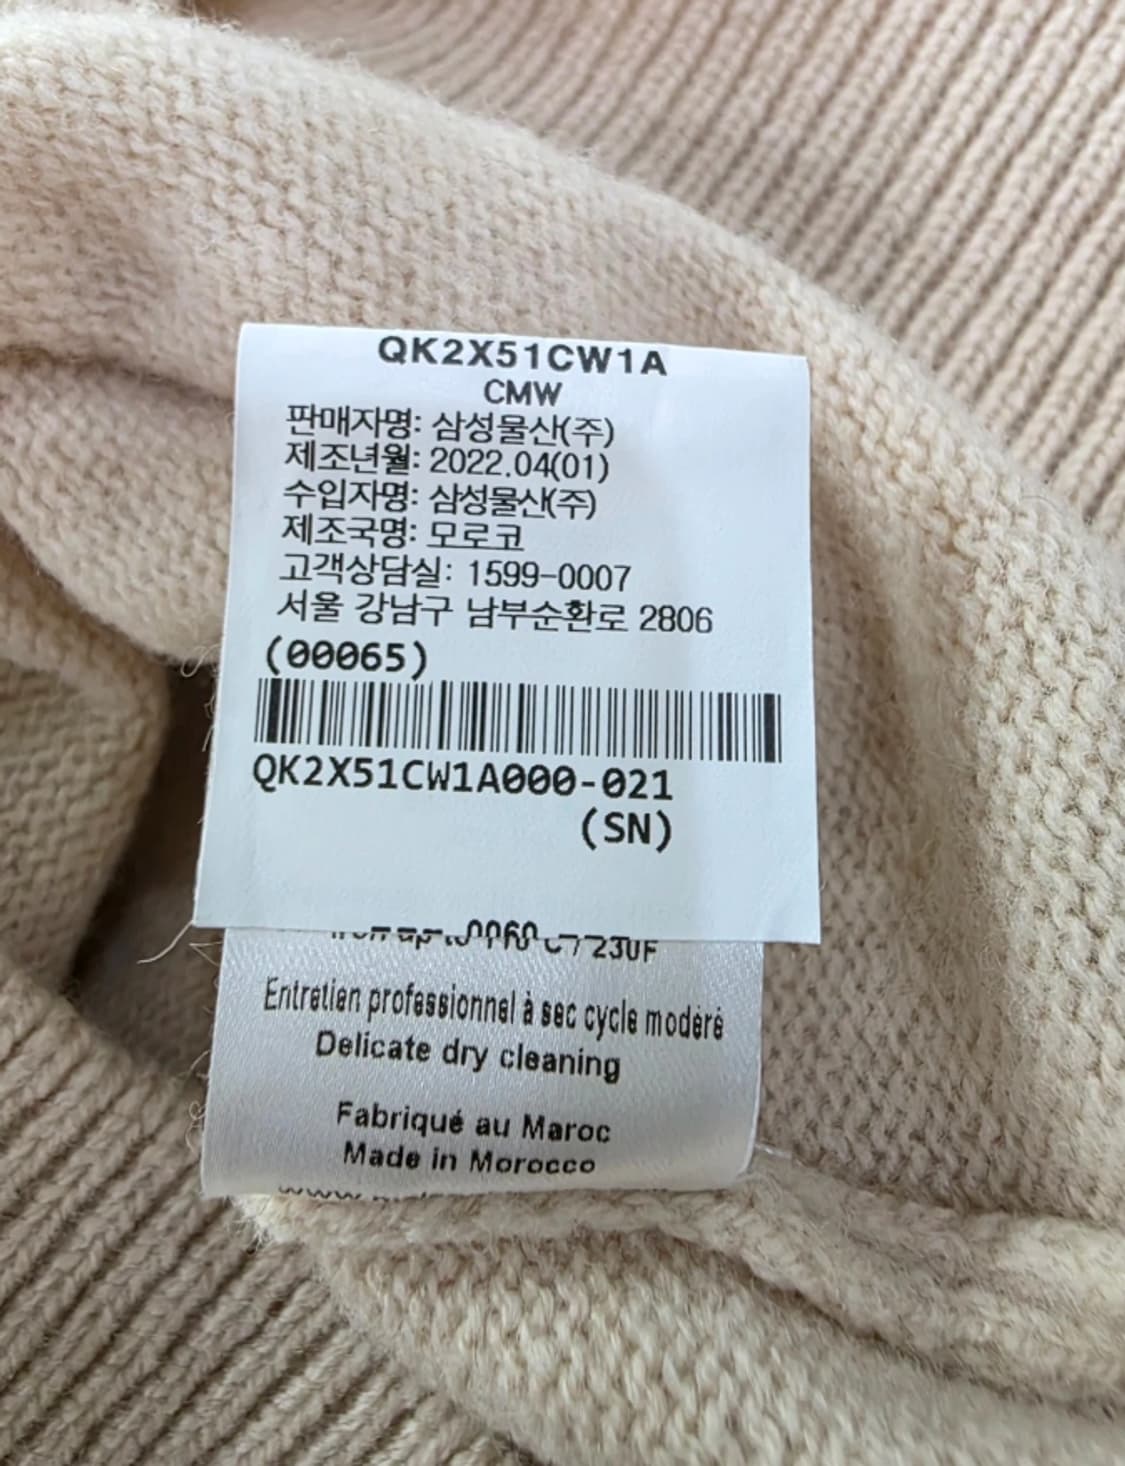 QK2X51CW1A
CMW
판매자명: 삼성물산(주)
제조년월: 2022.04(01)
수입자명: 삼성물산(주)
제조국명: 모로코
고객상담실: 1599-0007
서울 강남구 남부순환로 2806
(00065)
QK2X51CW1A000-021
(SN)
230F
Entretien professionnel à sec cycle modéré
Delicate dry cleaning
Fabriqué au Maroc
Made in Morocco